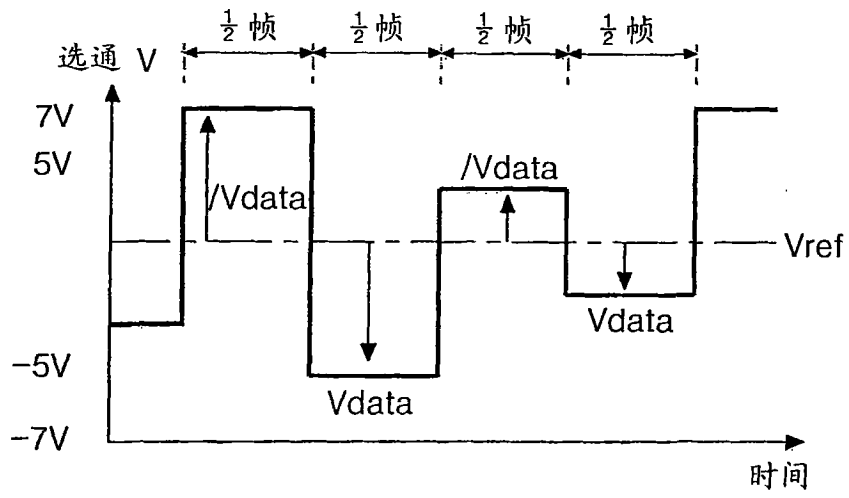 ½ 帧 ½ 帧 ½ 帧 ½ 帧
选通 V
7V
5V
/Vdata
/Vdata
Vref
Vdata
−5V
Vdata
−7V
时间